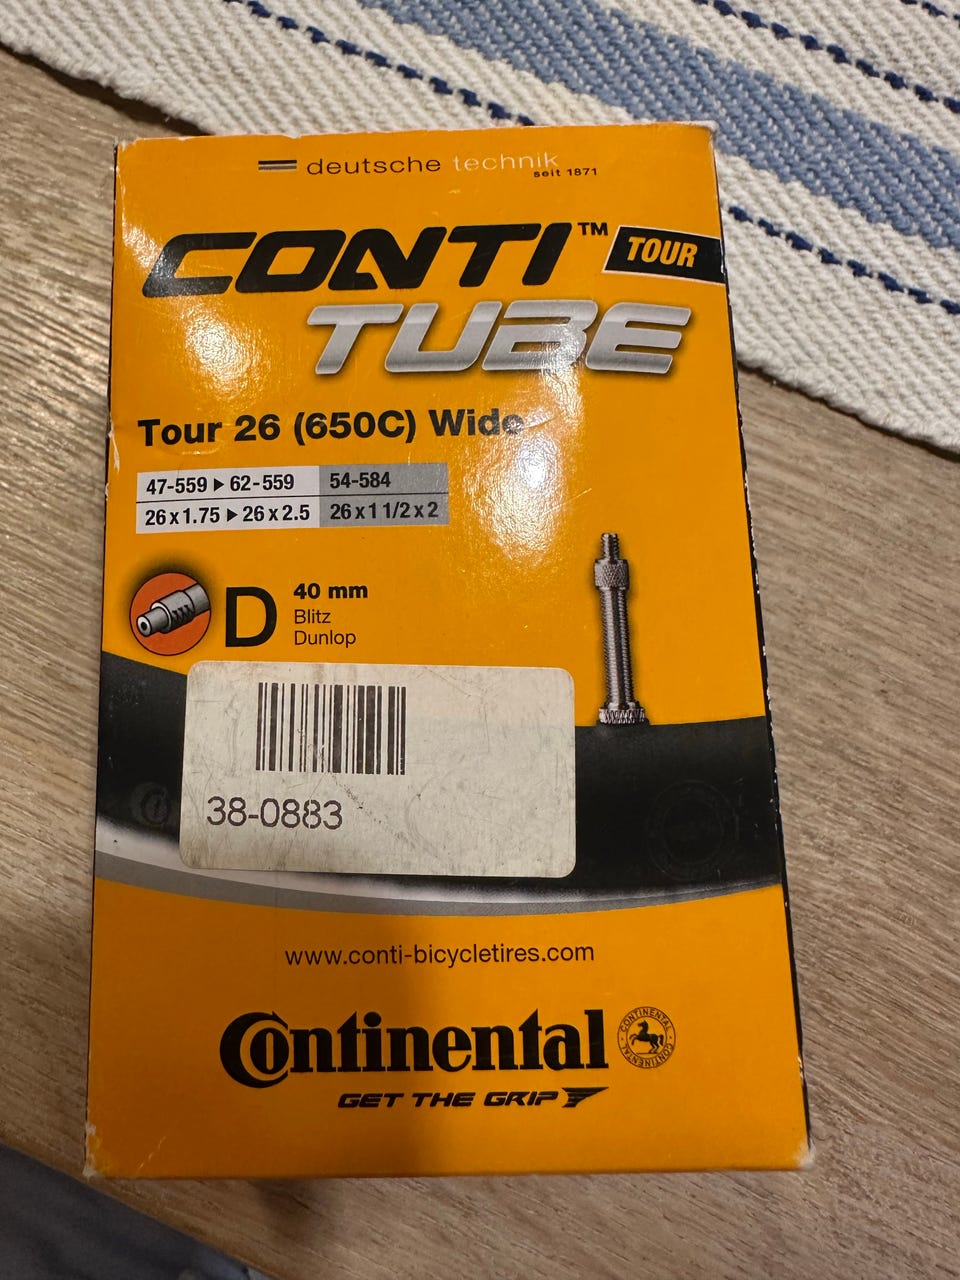 deutsche technik
seit 1871
CONTI™ TOUR
TUBE
Tour 26 (650C) Wide
47-559 ▶ 62-559 54-584
26 x 1.75 ▶ 26 x 2.5 26 x 1 1/2 x 2
D 40 mm
Blitz
Dunlop
38-0883
www.conti-bicycletires.com
Continental
CONTINENTAL CONTINENTAL
GET THE GRIP